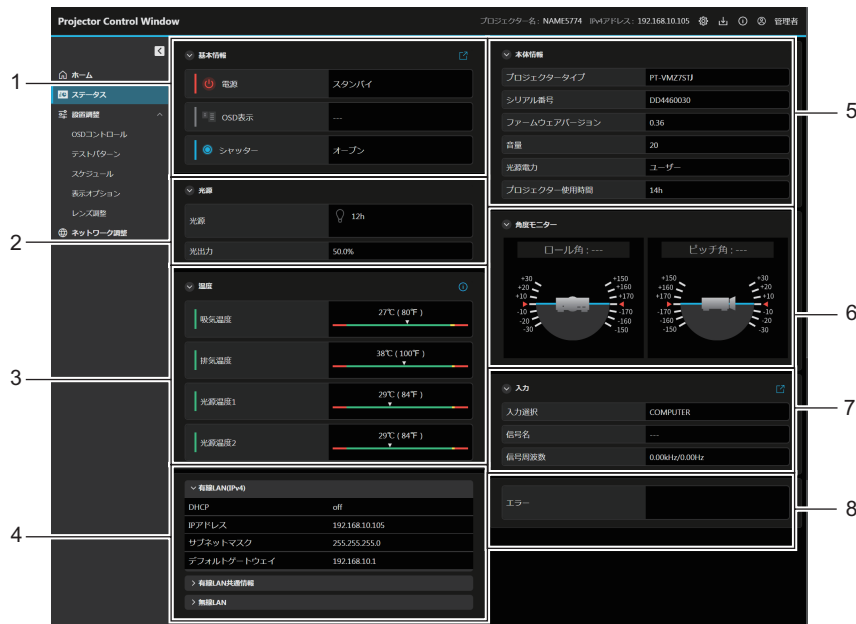 Projector Control Window
プロジェクター名: NAME5774 IPv4アドレス: 192.168.10.105 管理者
ホーム
ステータス
設置調整
OSDコントロール
テストパターン
スケジュール
表示オプション
レンズ調整
ネットワーク調整
1
基本情報
電源 スタンバイ
OSD表示 ---
シャッター オープン
2
光源
光源 12h
光出力 50.0%
3
温度
吸気温度 27℃ ( 80℉ )
排気温度 38℃ ( 100℉ )
光源温度1 29℃ ( 84℉ )
光源温度2 29℃ ( 84℉ )
4
有線LAN(IPv4)
DHCP off
IPアドレス 192.168.10.105
サブネットマスク 255.255.255.0
デフォルトゲートウェイ 192.168.10.1
有線LAN共通情報
無線LAN
5
本体情報
プロジェクタータイプ PT-VMZ7STJ
シリアル番号 DD4460030
ファームウェアバージョン 0.36
音量 20
光源電力 ユーザー
プロジェクター使用時間 14h
6
角度モニター
ロール角 : --- ピッチ角 : ---
+30 +150 +150 +30
+20 +160 +160 +20
+10 +170 +170 +10
-10 -170 -170 -10
-20 -160 -160 -20
-30 -150 -150 -30
7
入力
入力選択 COMPUTER
信号名 ---
信号周波数 0.00kHz/0.00Hz
8
エラー